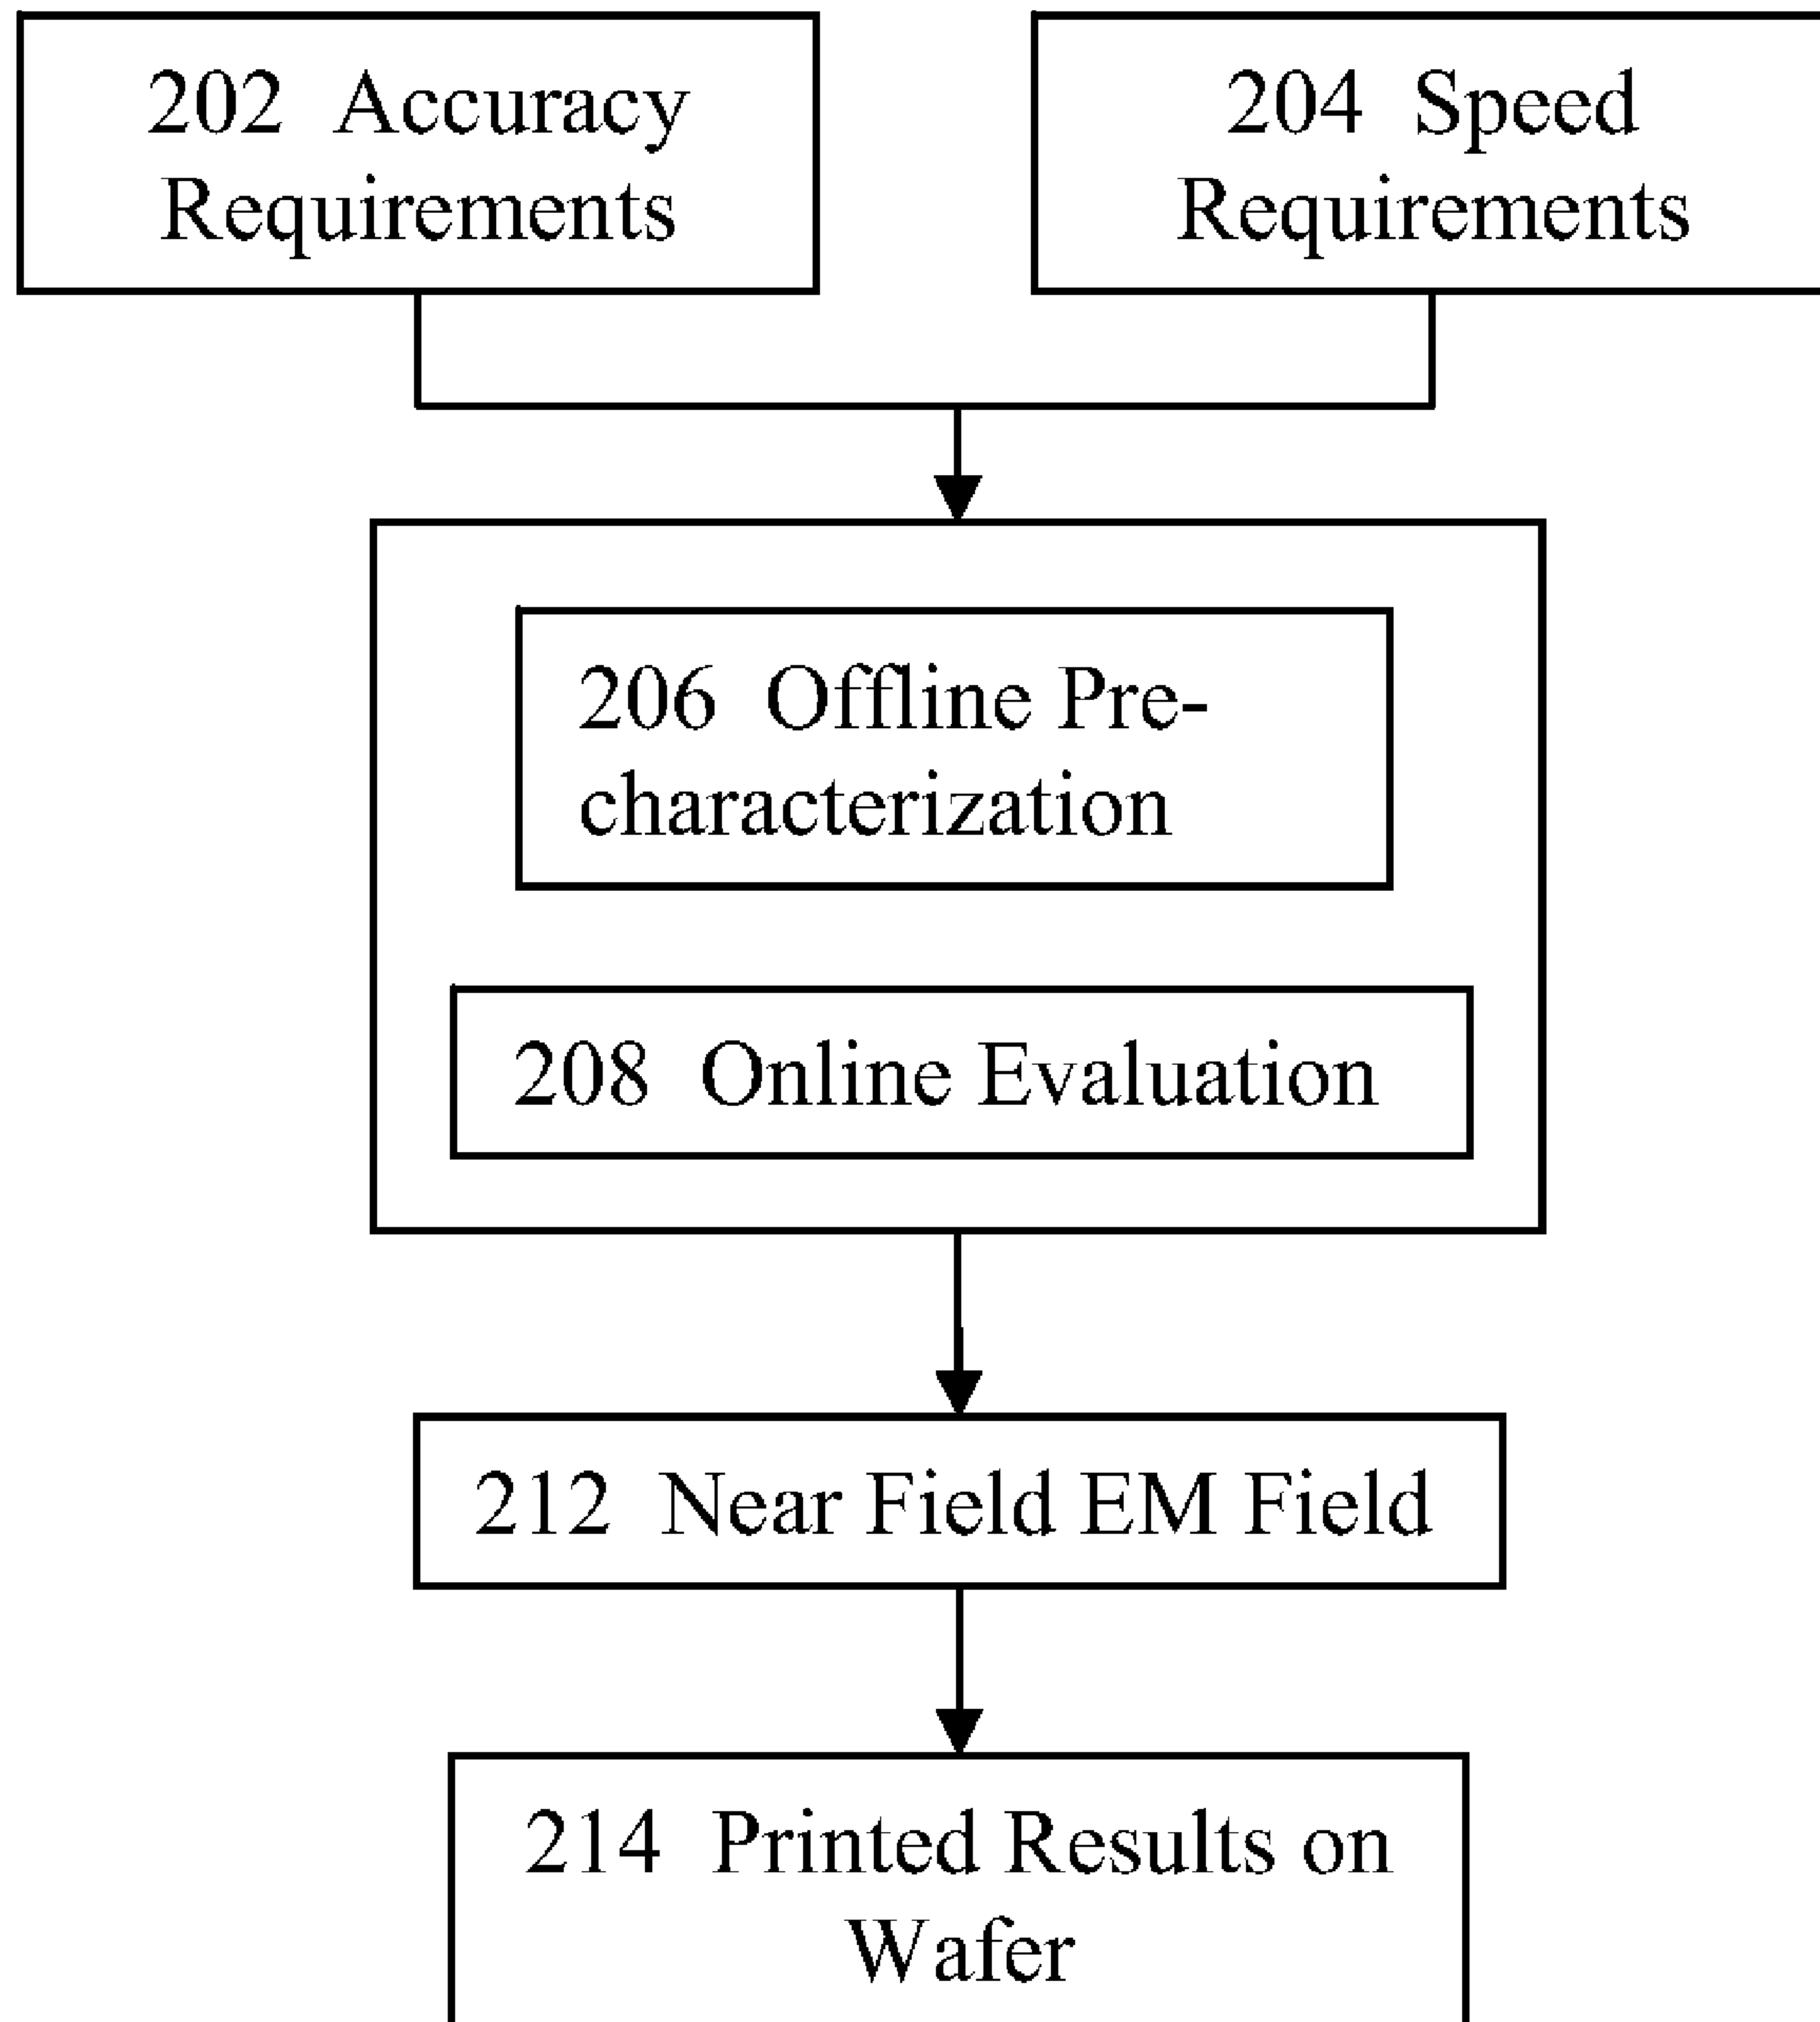 202 Accuracy
Requirements
204 Speed
Requirements
206 Offline Pre-
characterization
208 Online Evaluation
212 Near Field EM Field
214 Printed Results on
Wafer